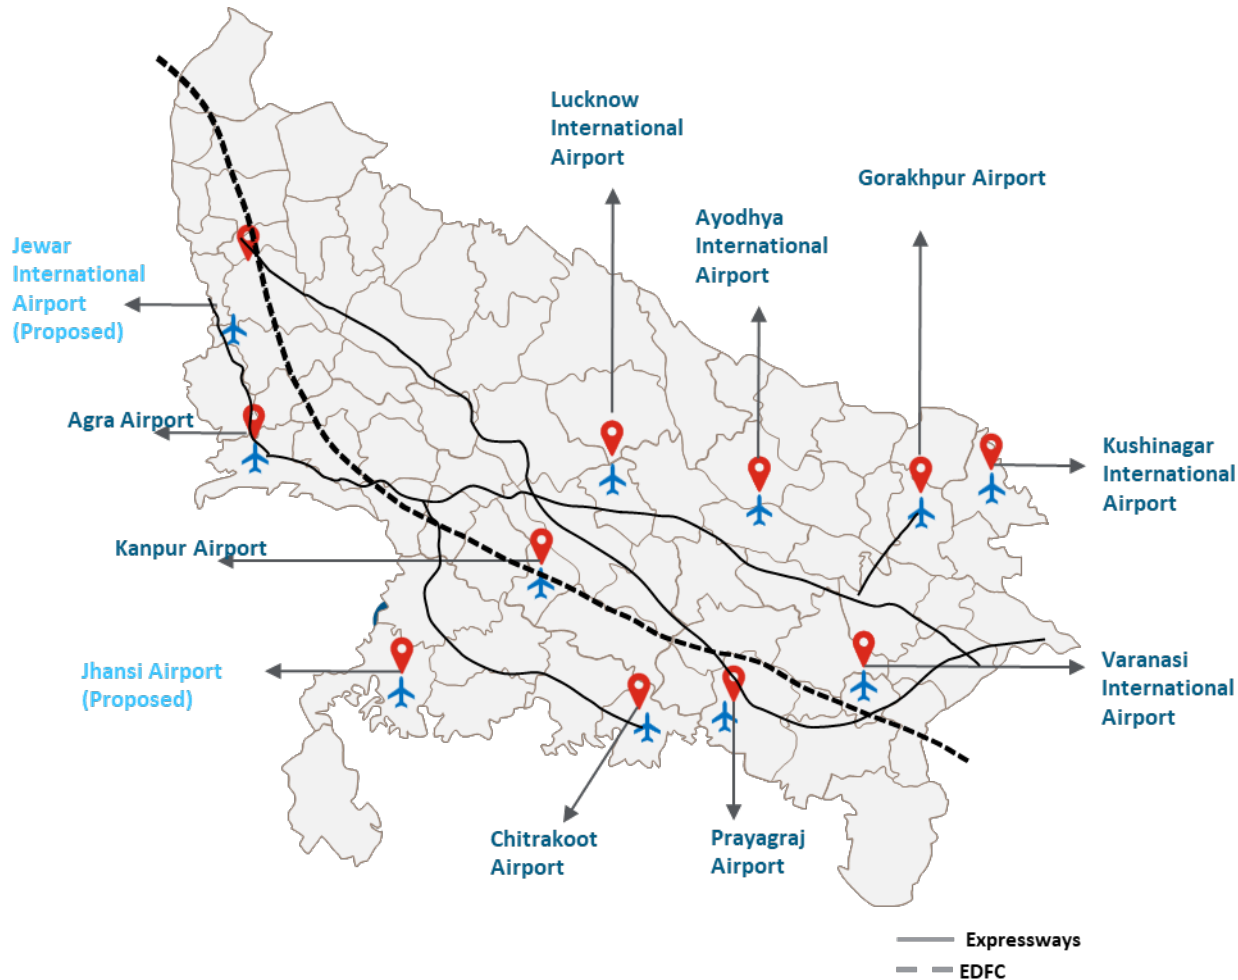 Lucknow
International
Airport
Gorakhpur Airport
Ayodhya
International
Airport
Jewar
International
Airport
(Proposed)
Agra Airport
Kushinagar
International
Airport
Kanpur Airport
Jhansi Airport
(Proposed)
Varanasi
International
Airport
Chitrakoot
Airport
Prayagraj
Airport
Expressways
EDFC